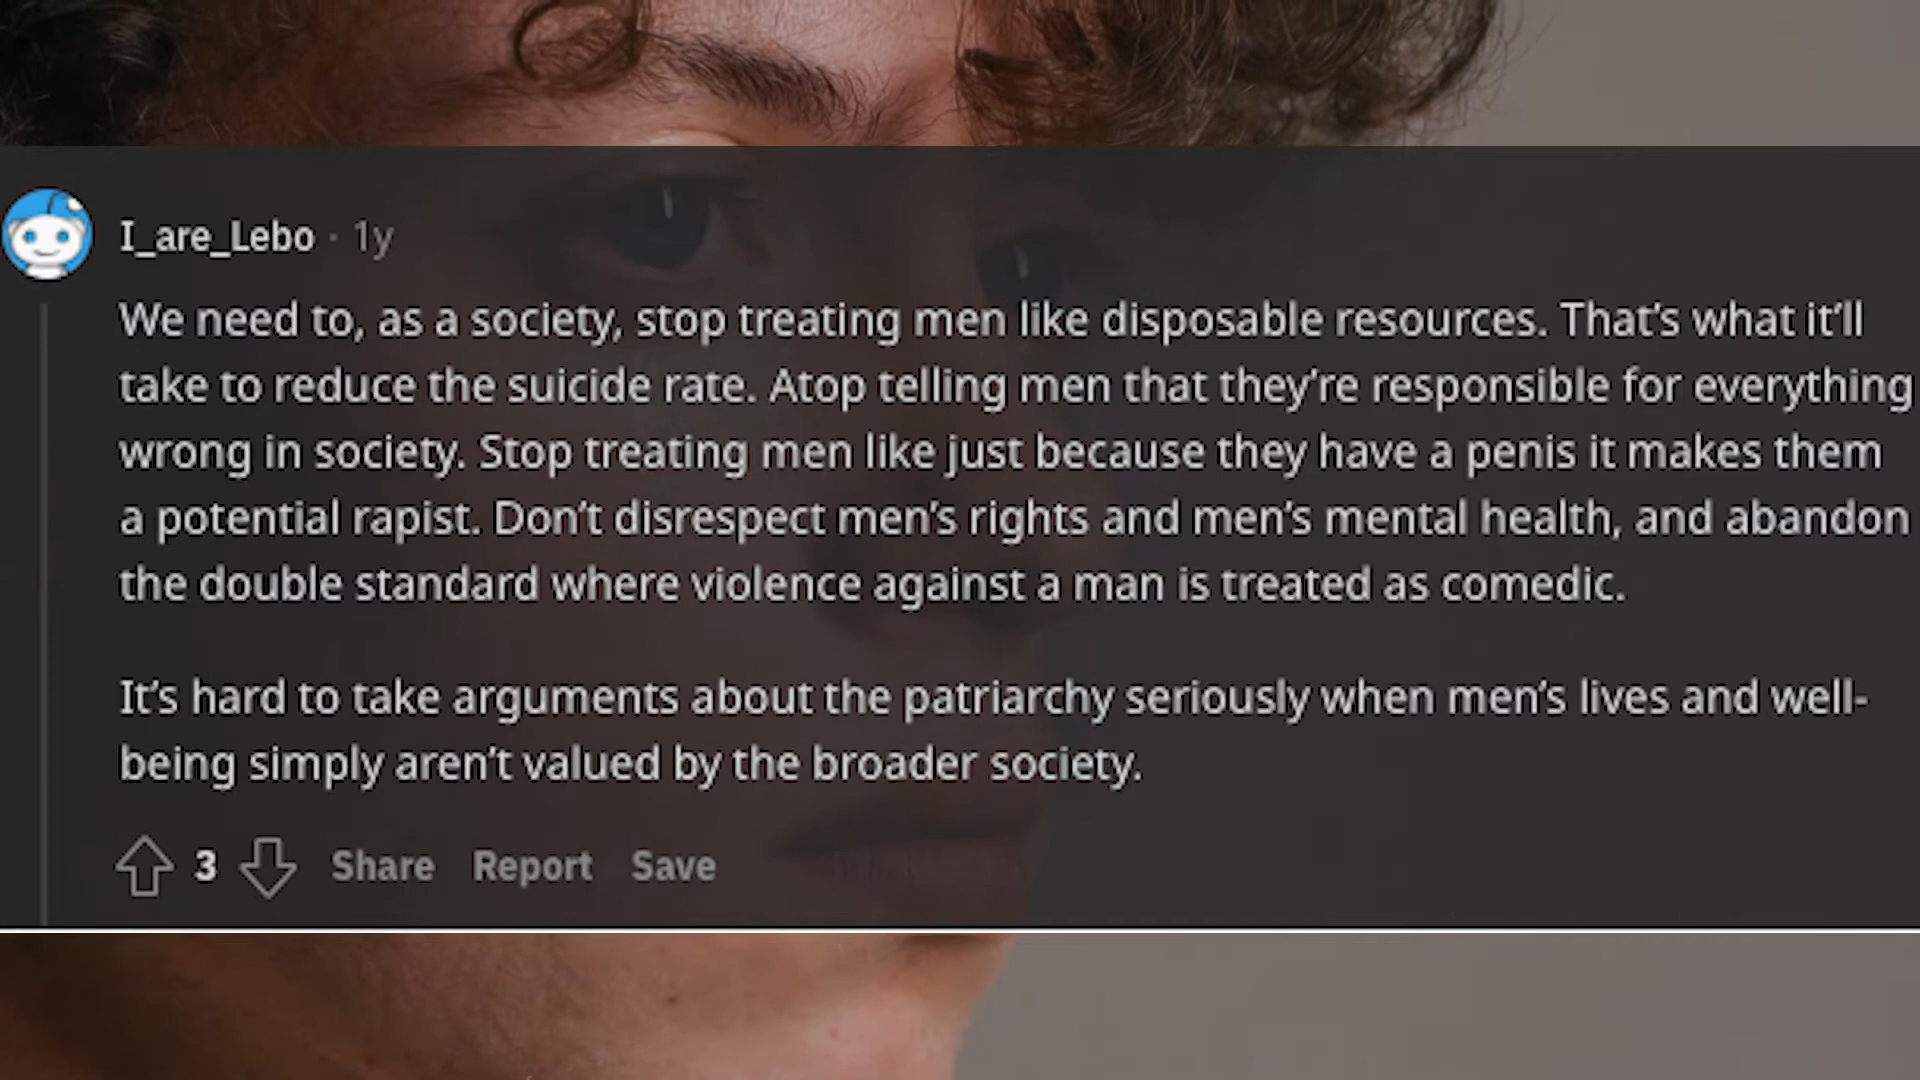 I_are_Lebo · 1y
We need to, as a society, stop treating men like disposable resources. That's what it'll
take to reduce the suicide rate. Atop telling men that they're responsible for everything
wrong in society. Stop treating men like just because they have a penis it makes them
a potential rapist. Don't disrespect men's rights and men's mental health, and abandon
the double standard where violence against a man is treated as comedic.
It's hard to take arguments about the patriarchy seriously when men's lives and well-
being simply aren't valued by the broader society.
3 Share Report Save